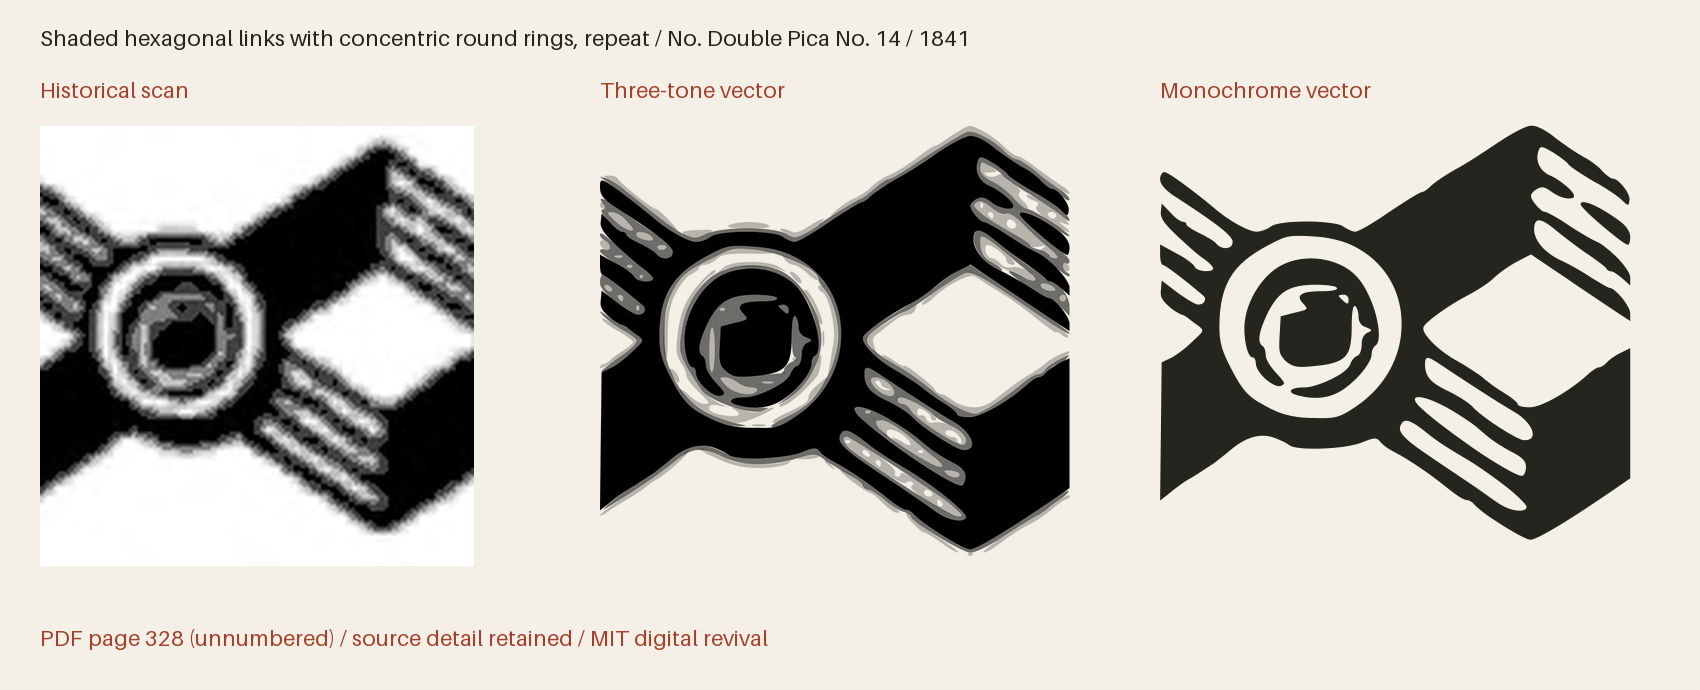 Shaded hexagonal links with concentric round rings, repeat / No. Double Pica No. 14 / 1841
Historical scan
Three-tone vector
Monochrome vector
PDF page 328 (unnumbered) / source detail retained / MIT digital revival